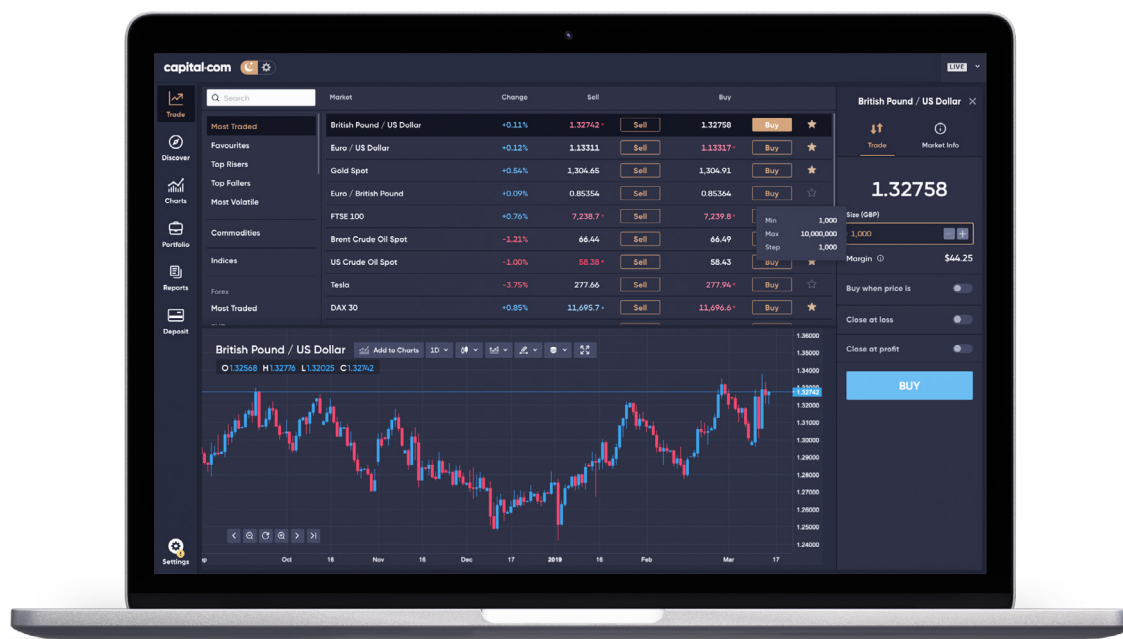 capital.com
LIVE
Trade
Discover
Charts
Portfolio
Reports
Deposit
Settings
Search
Most Traded
Favourites
Top Risers
Top Fallers
Most Volatile
Commodities
Indices
Forex
Most Traded
Market Change Sell Buy
British Pound / US Dollar +0.11% 1.32742 Sell 1.32758 Buy
Euro / US Dollar +0.12% 1.13311 Sell 1.13317 Buy
Gold Spot +0.54% 1,304.65 Sell 1,304.91 Buy
Euro / British Pound +0.09% 0.85354 Sell 0.85364 Buy
FTSE 100 +0.76% 7,238.7 Sell 7,239.8
Brent Crude Oil Spot -1.21% 66.44 Sell 66.49
US Crude Oil Spot -1.00% 58.38 Sell 58.43 Buy
Tesla -3.75% 277.66 Sell 277.94 Buy
DAX 30 +0.85% 11,695.7 Sell 11,696.6 Buy
Min 1,000
Max 10,000,000
Step 1,000
British Pound / US Dollar
Trade Market Info
1.32758
Size (GBP)
1,000
Margin $44.25
Buy when price is
Close at loss
Close at profit
BUY
British Pound / US Dollar Add to Charts 1D
O1.32568 H1.32776 L1.32025 C1.32742
1.36000
1.35000
1.34000
1.32742
1.32000
1.31000
1.30000
1.29000
1.28000
1.27000
1.26000
1.25000
1.24000
Oct 16 Nov 16 Dec 17 2019 16 Feb Mar 17